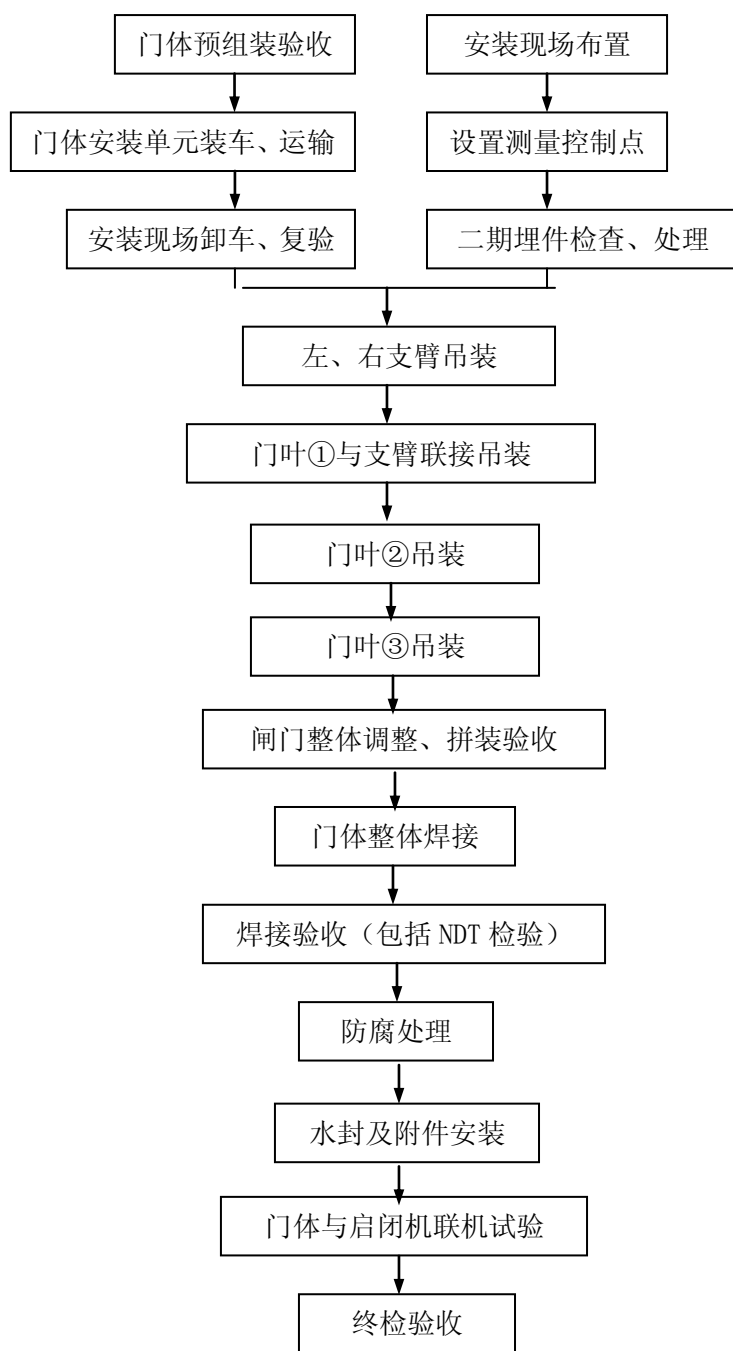 门体预组装验收
安装现场布置
门体安装单元装车、运输
设置测量控制点
安装现场卸车、复验
二期埋件检查、处理
左、右支臂吊装
门叶①与支臂联接吊装
门叶②吊装
门叶③吊装
闸门整体调整、拼装验收
门体整体焊接
焊接验收（包括 NDT 检验）
防腐处理
水封及附件安装
门体与启闭机联机试验
终检验收